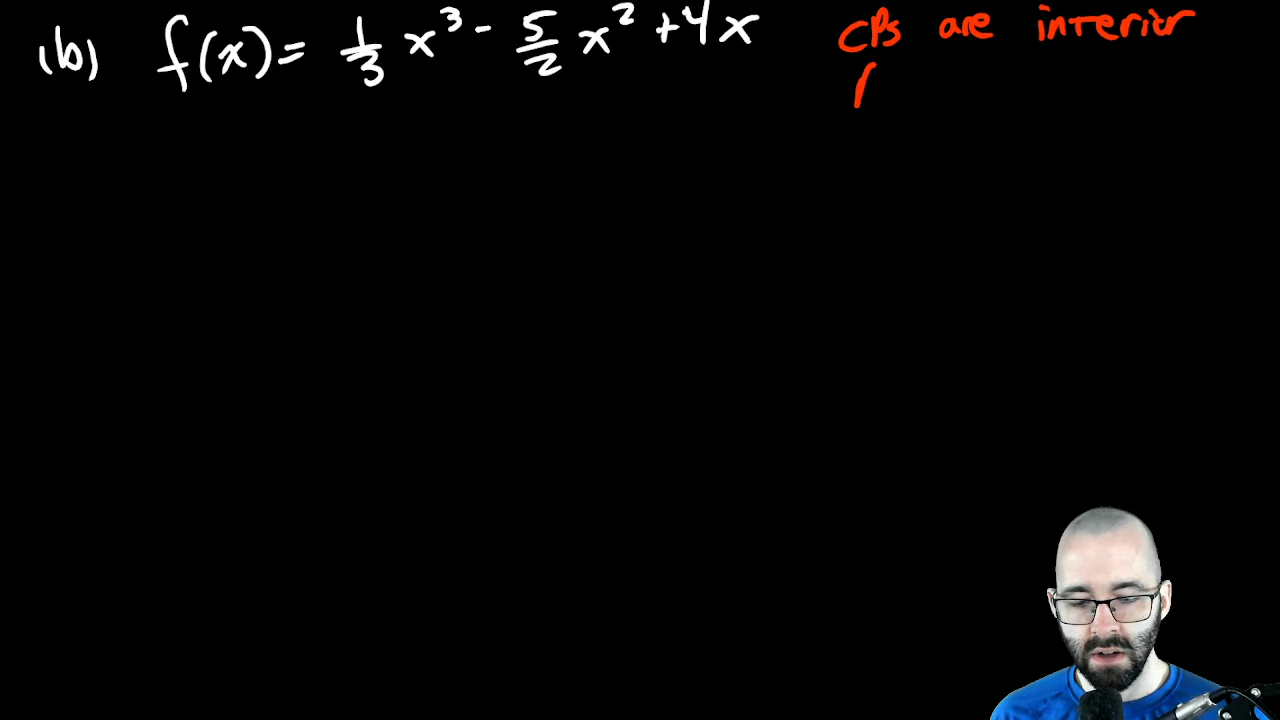 (b) f(x) = 1/3 x³ - 5/2 x² + 4x
CPs are interior